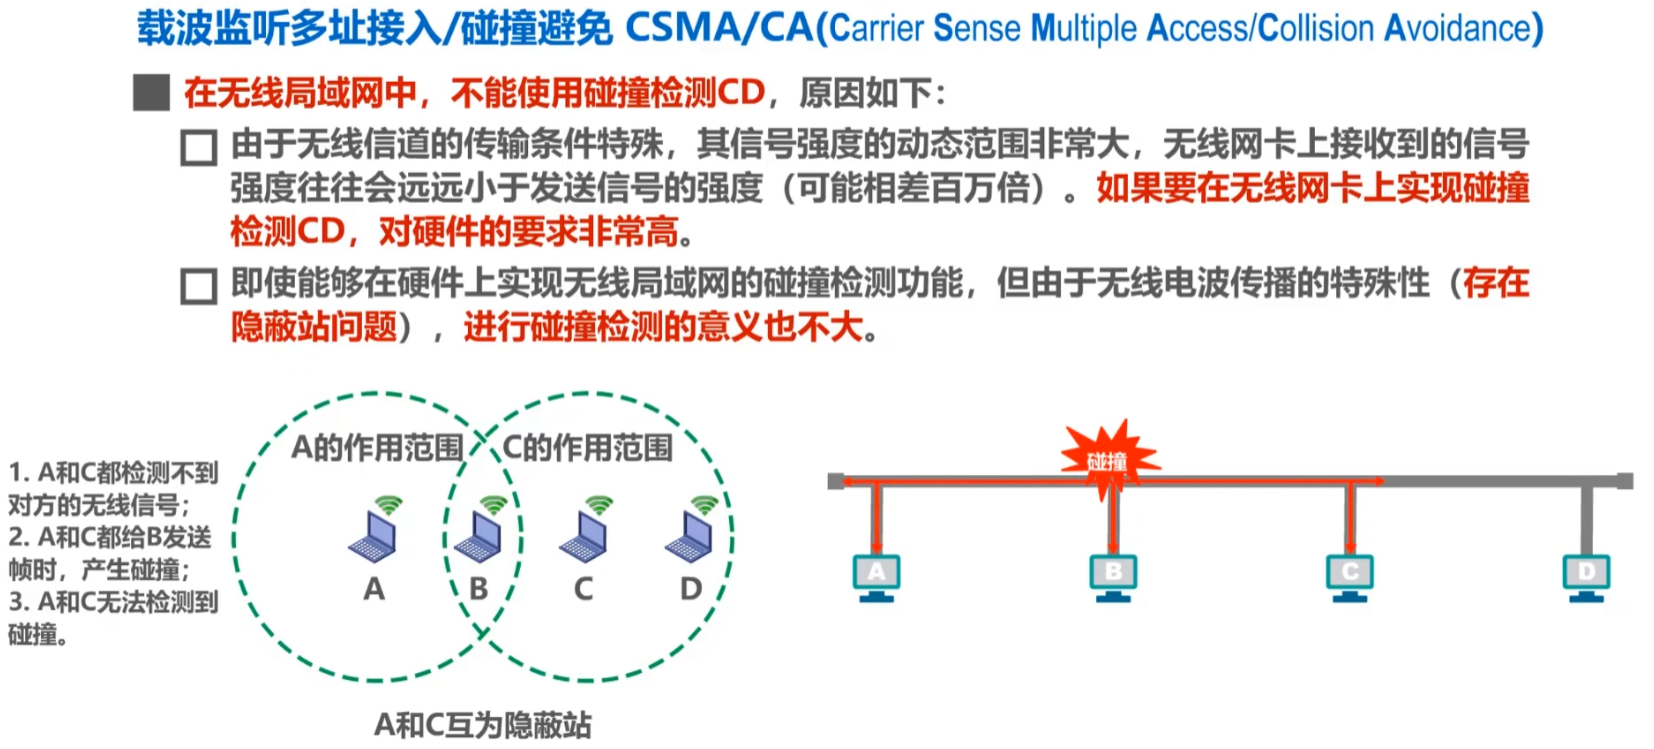 载波监听多址接入/碰撞避免 CSMA/CA(Carrier Sense Multiple Access/Collision Avoidance)
在无线局域网中，不能使用碰撞检测CD，原因如下：
由于无线信道的传输条件特殊，其信号强度的动态范围非常大，无线网卡上接收到的信号
强度往往会远远小于发送信号的强度（可能相差百万倍）。如果要在无线网卡上实现碰撞
检测CD，对硬件的要求非常高。
即使能够在硬件上实现无线局域网的碰撞检测功能，但由于无线电波传播的特殊性（存在
隐蔽站问题），进行碰撞检测的意义也不大。
1. A和C都检测不到
对方的无线信号；
2. A和C都给B发送
帧时，产生碰撞；
3. A和C无法检测到
碰撞。
A的作用范围
C的作用范围
A
B
C
D
A和C互为隐蔽站
碰撞
A
B
C
D